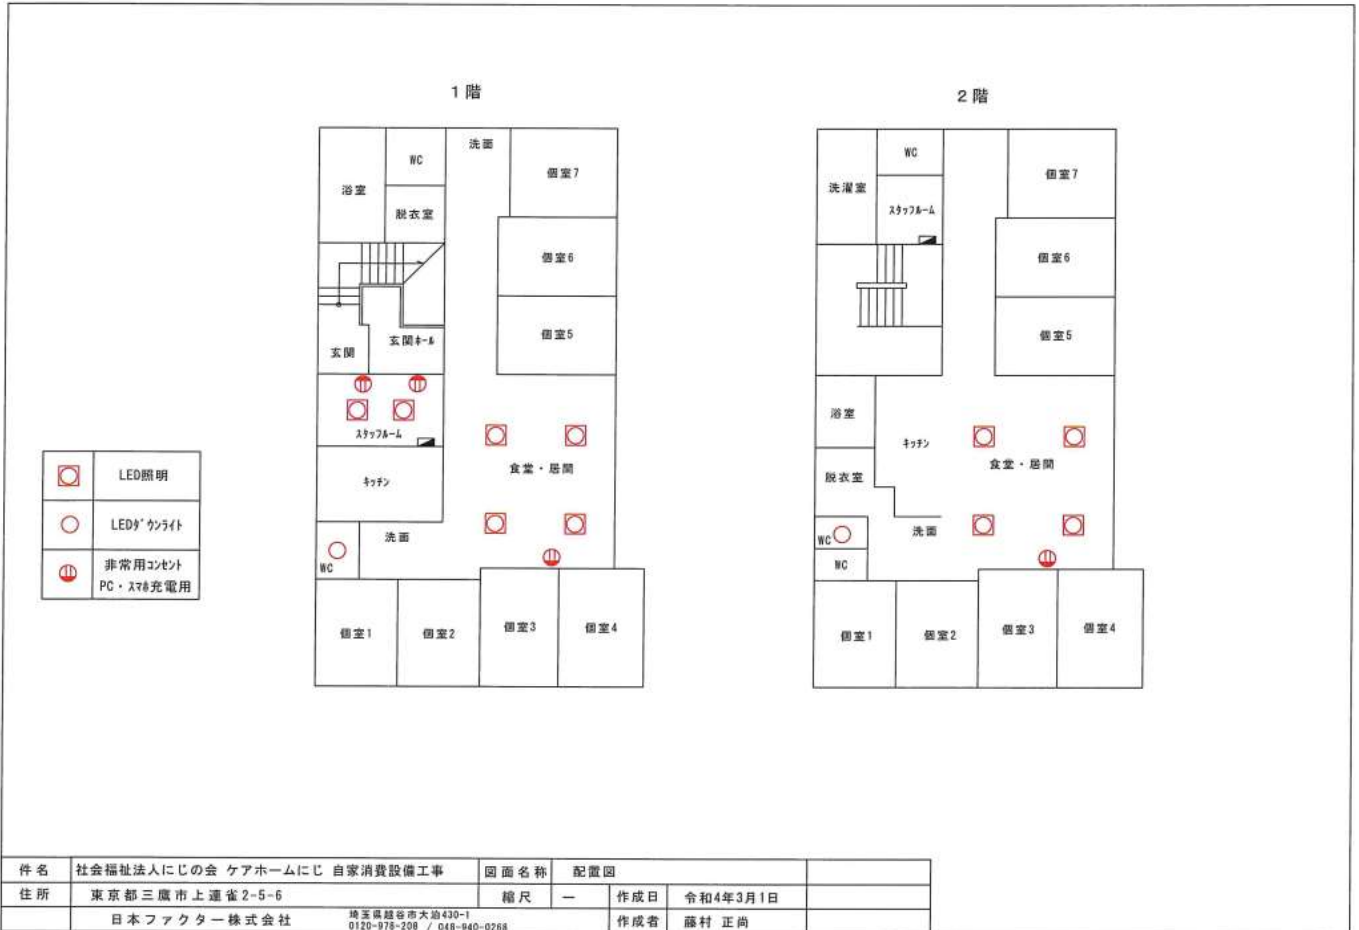 1階
2階
洗面
WC
個室7
浴室
脱衣室
個室6
個室5
玄関ホール
玄関
スタッフルーム
食堂・居間
キッチン
洗面
WC
個室1
個室2
個室3
個室4
WC
個室7
洗濯室
スタッフルーム
個室6
個室5
浴室
キッチン
食堂・居間
脱衣室
洗面
WC
WC
個室1
個室2
個室3
個室4
LED照明
LEDダウンライト
非常用コンセント
PC・スマホ充電用
件名 社会福祉法人にじの会 ケアホームにじ 自家消費設備工事 図面名称 配置図
住所 東京都三鷹市上連雀2-5-6 縮尺 ー 作成日 令和4年3月1日
日本ファクター株式会社 埼玉県越谷市大泊430-1 作成者 藤村 正尚
0120-976-208 / 048-940-0268